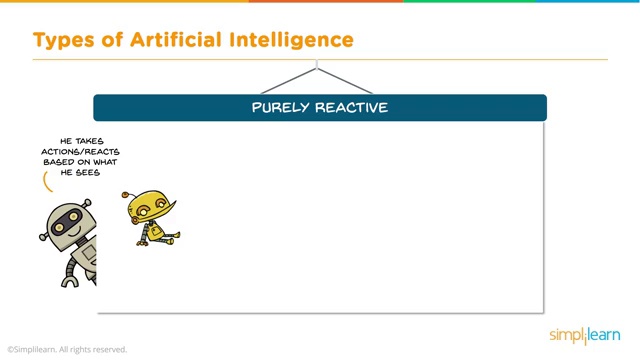 Types of Artificial Intelligence
PURELY REACTIVE
HE TAKES
ACTIONS/REACTS
BASED ON WHAT
HE SEES
simplilearn
©Simplilearn. All rights reserved.